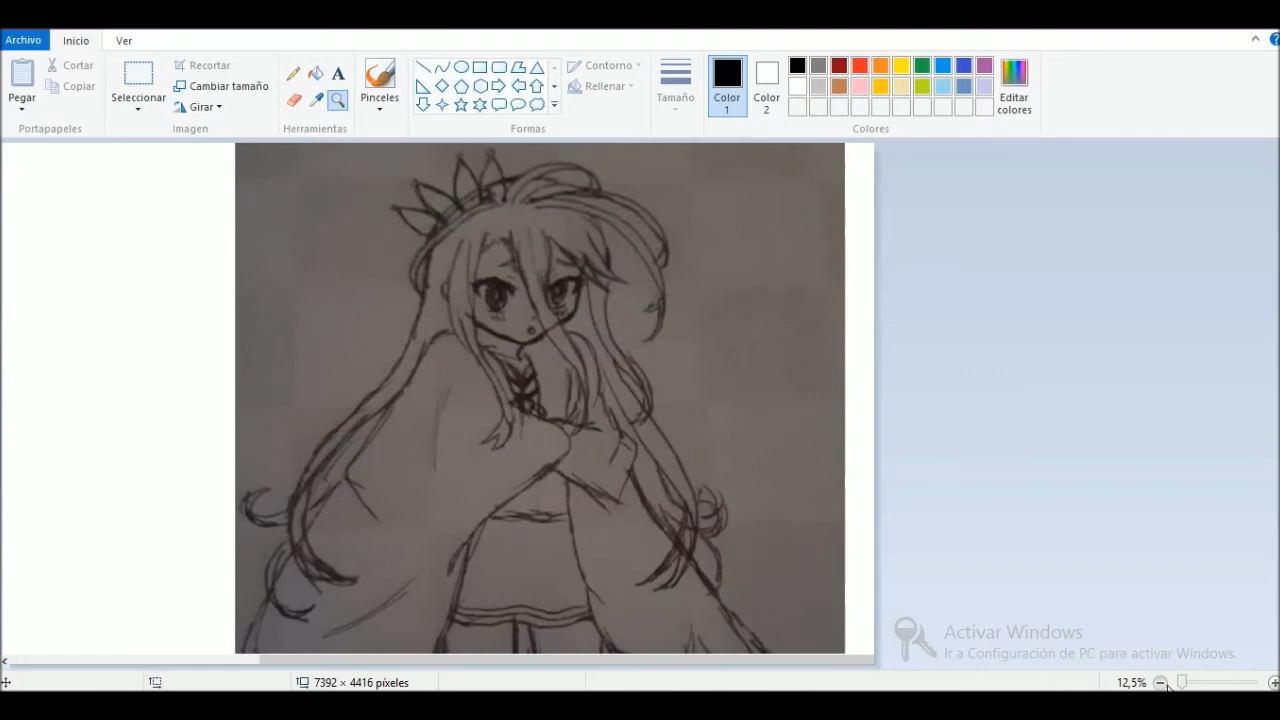 Archivo Inicio Ver
Cortar
Copiar
Pegar
Portapapeles
Seleccionar
Recortar
Cambiar tamaño
Girar
Imagen
A
Herramientas
Pinceles
Contorno
Rellenar
Formas
Tamaño
Color
1
Color
2
Editar
colores
Colores
Activar Windows
Ir a Configuración de PC para activar Windows.
7392 × 4416 píxeles
12,5%